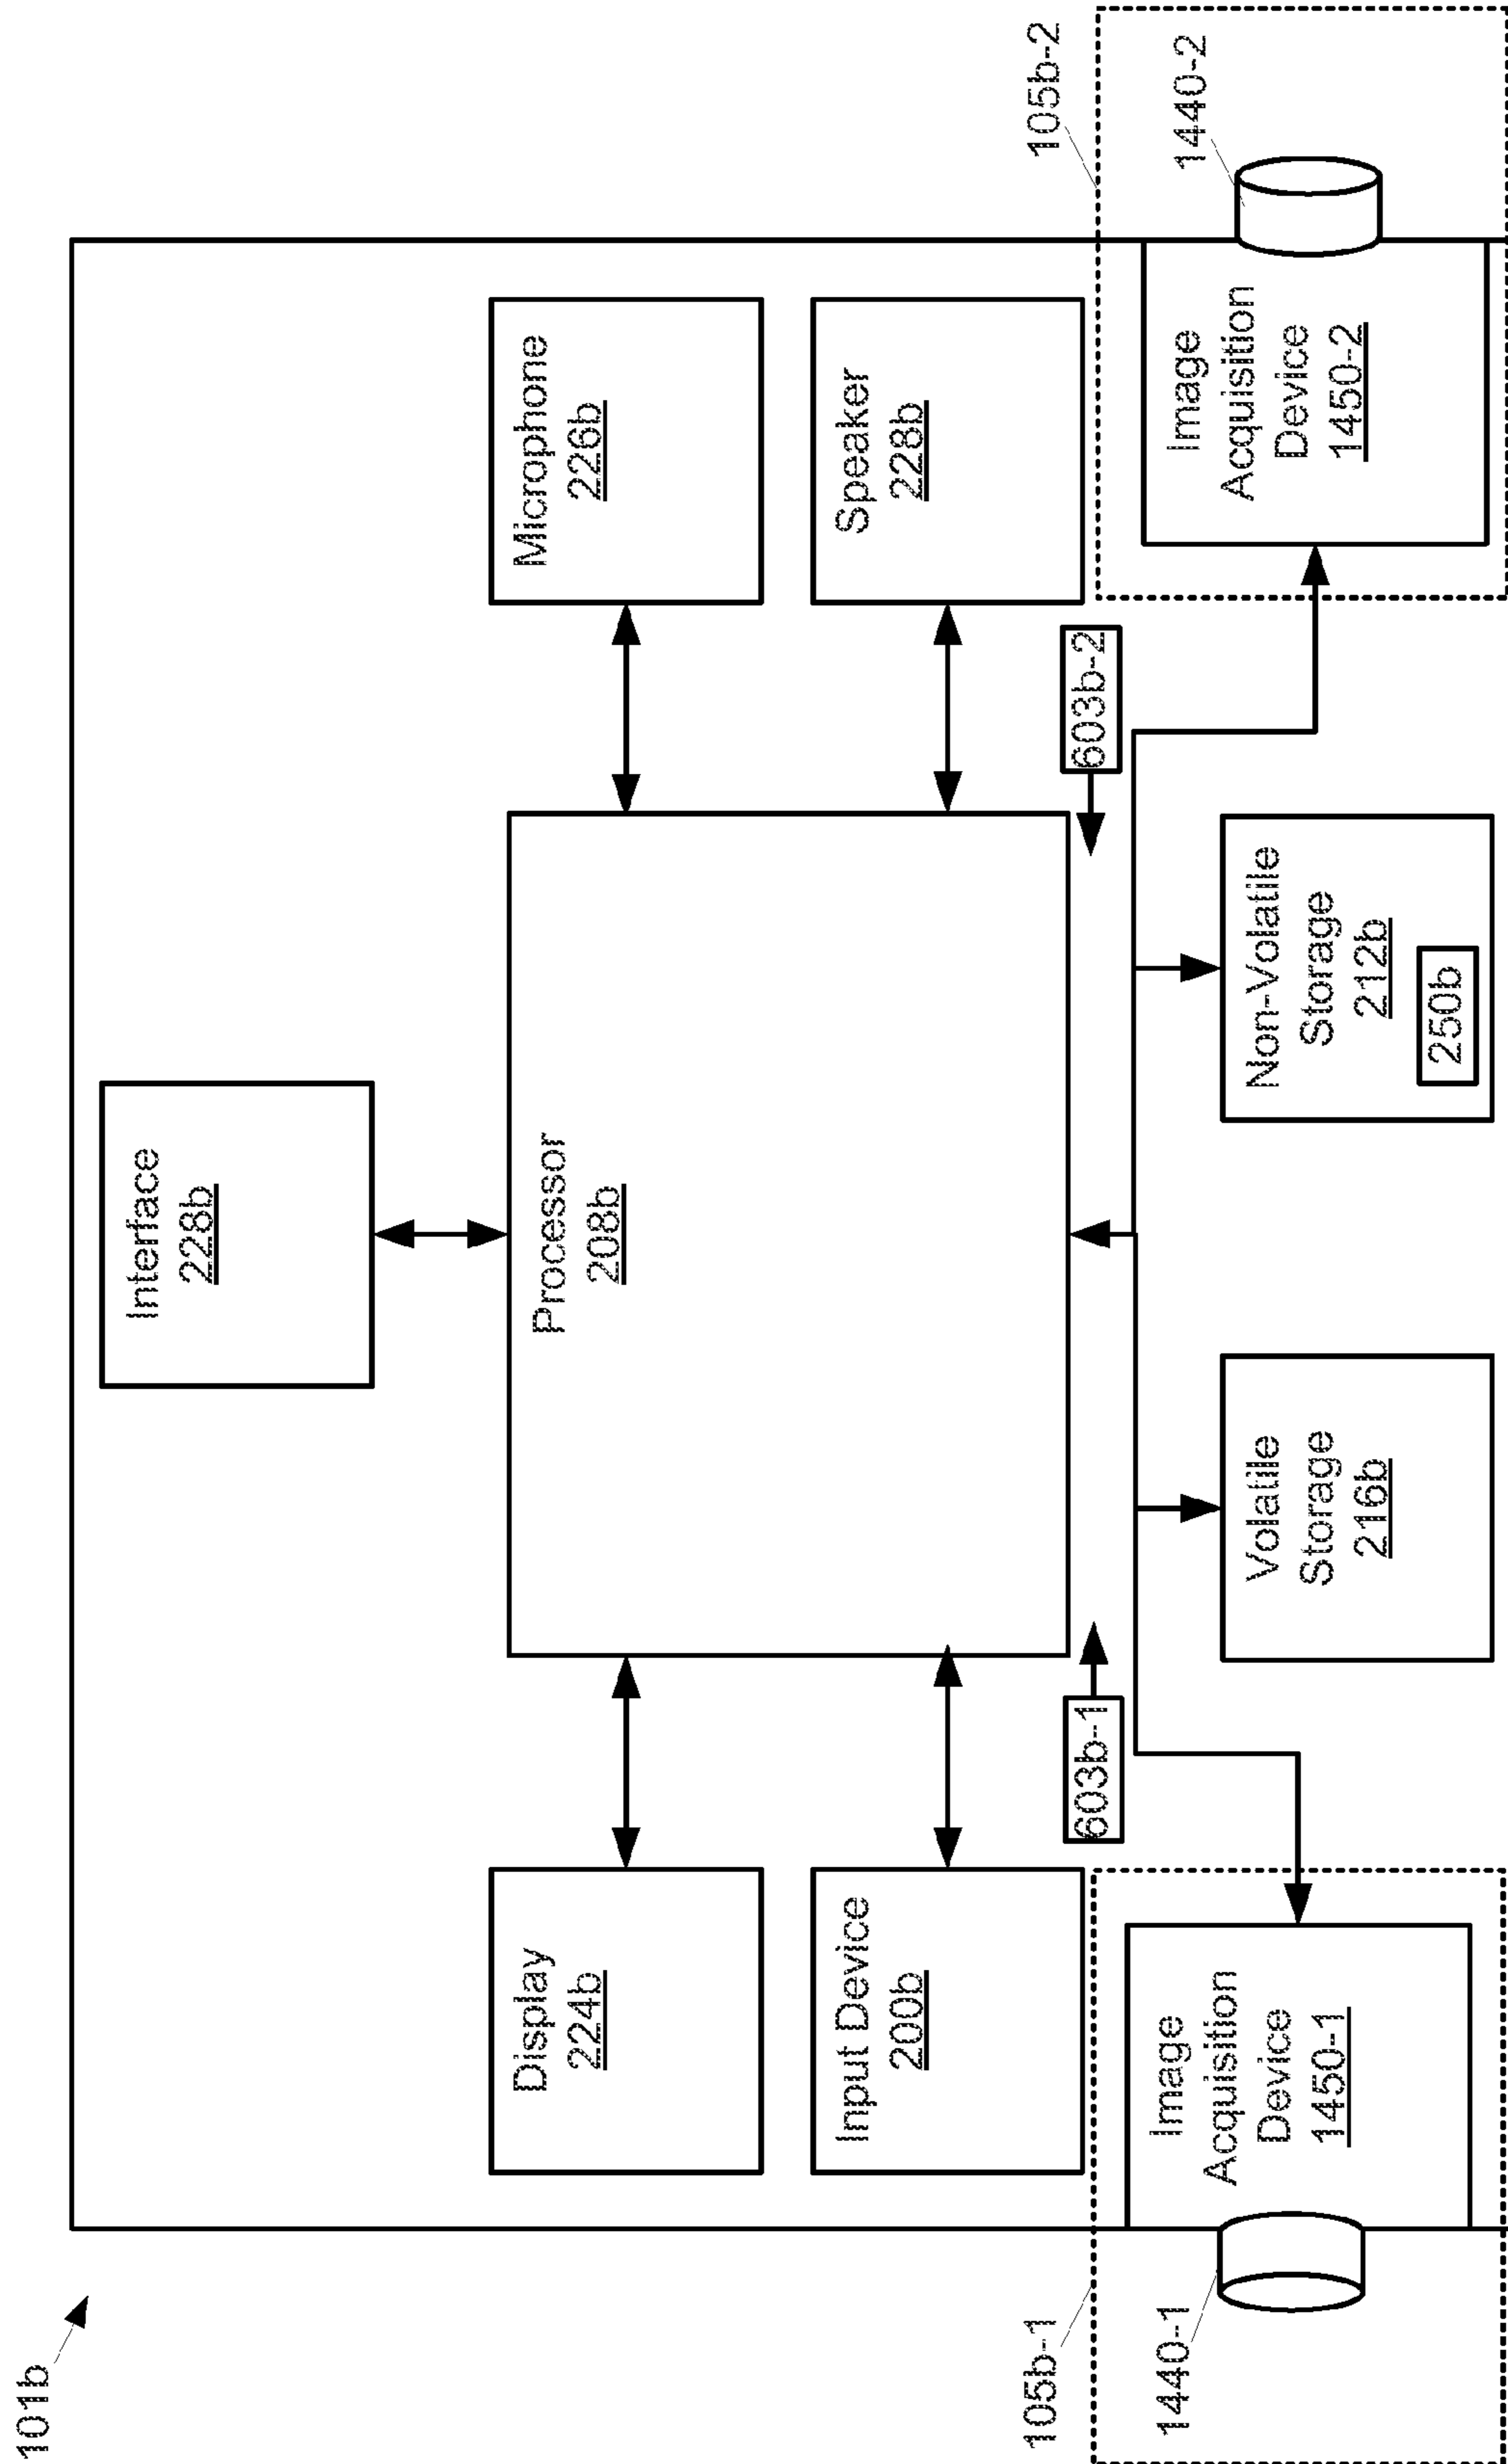 101b
Interface
228b
Display
224b
Processor
208b
Microphone
226b
Input Device
200b
Speaker
228b
105b-1
603b-1
603b-2
105b-2
1440-1
Image
Acquisition
Device
1450-1
Volatile
Storage
216b
Non-Volatile
Storage
212b
250b
Image
Acquisition
Device
1450-2
1440-2